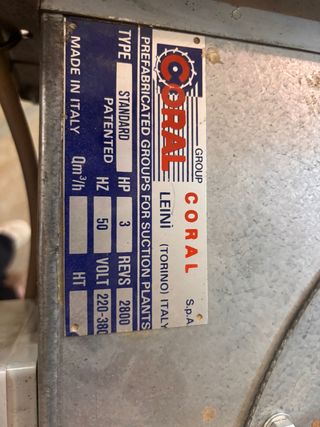 CORAL
GROUP CORAL S.p.A.
LEINÌ (TORINO) ITALY
PREFABRICATED GROUPS FOR SUCTION PLANTS
TYPE STANDARD HP 3 REVS 2800
PATENTED HZ 50 VOLT 220-380
MADE IN ITALY Qm³/h HT